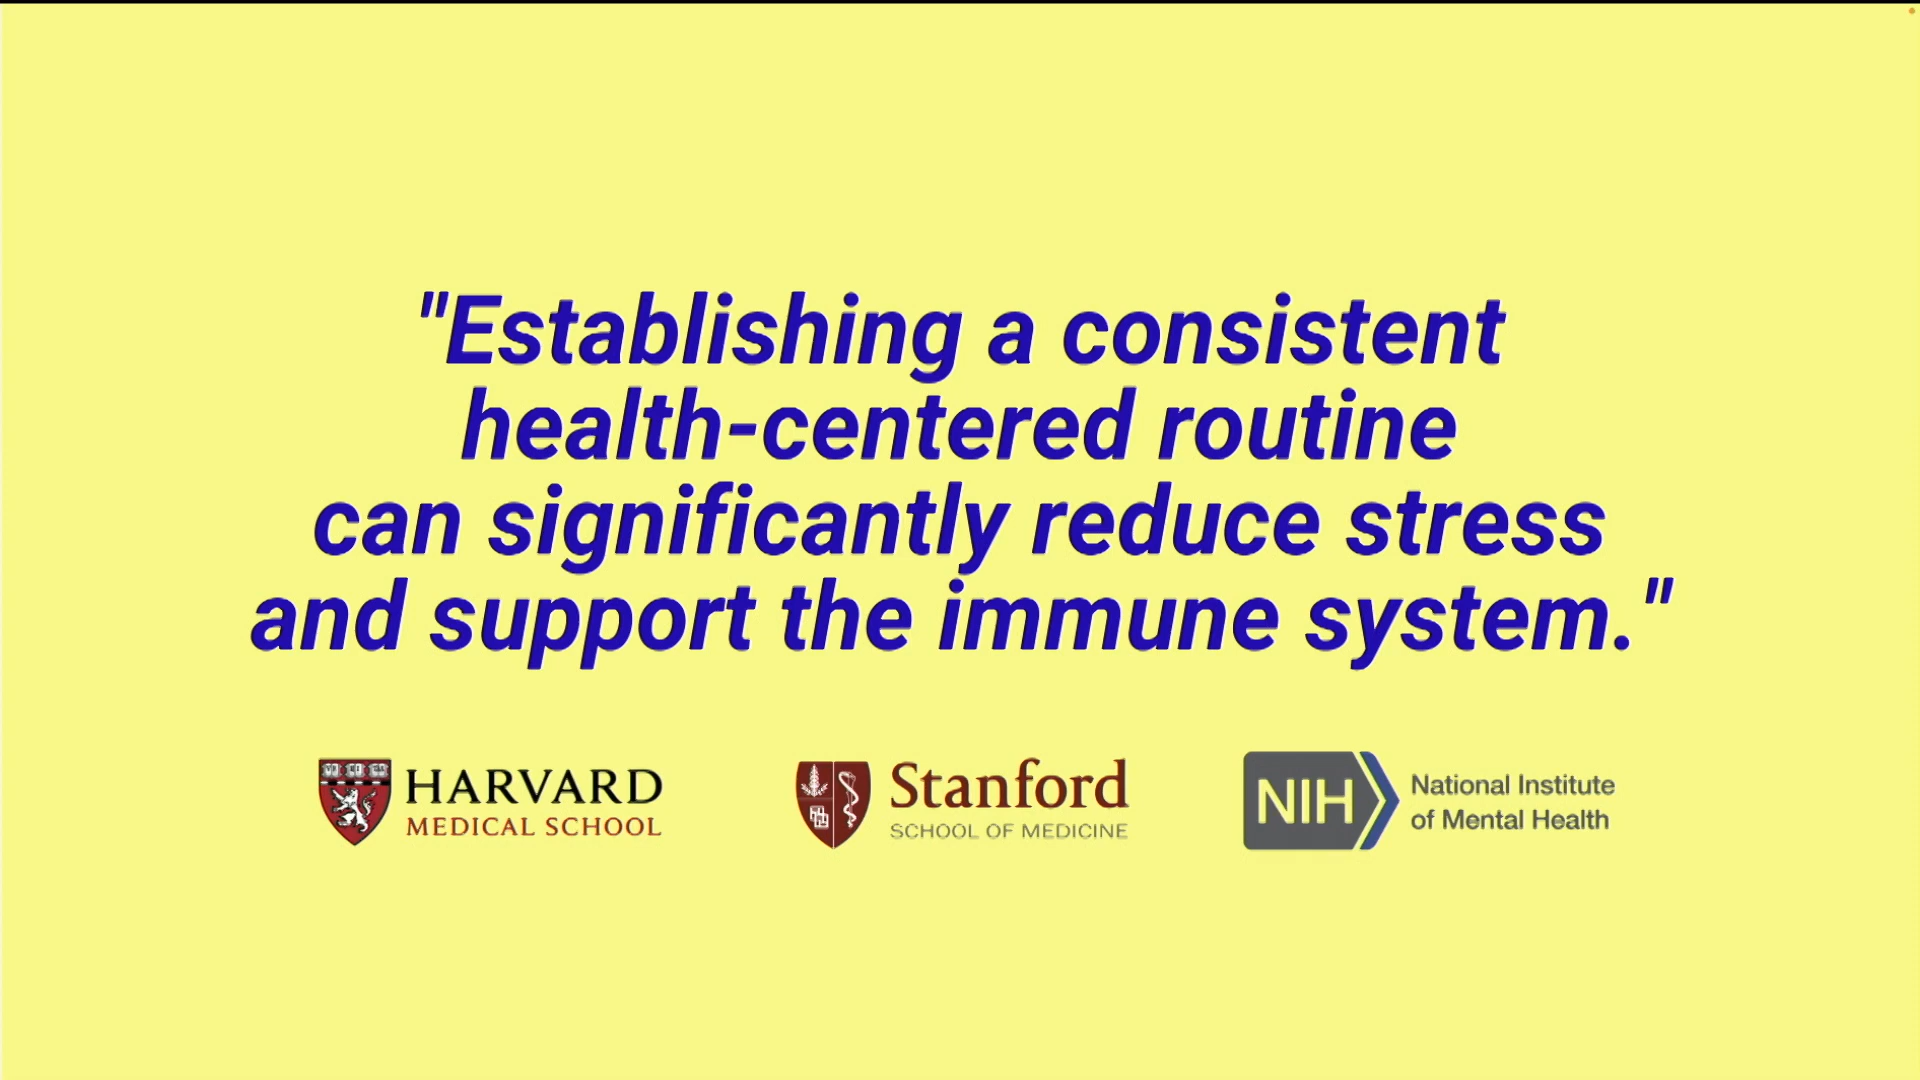 "Establishing a consistent
health-centered routine
can significantly reduce stress
and support the immune system."
HARVARD
MEDICAL SCHOOL
Stanford
SCHOOL OF MEDICINE
NIH
National Institute
of Mental Health